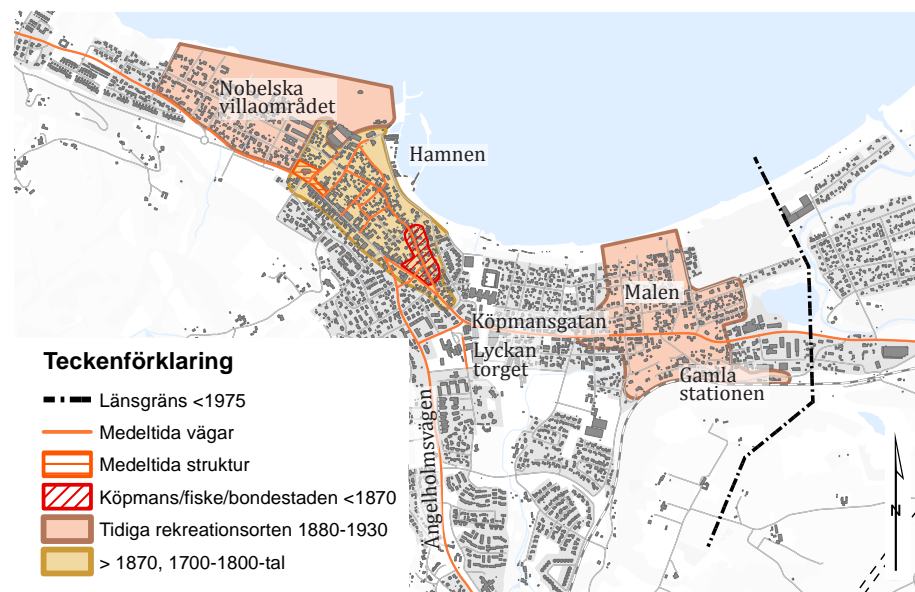 Nobelska
villaområdet
Hamnen
Malen
Köpmansgatan
Lyckan
torget
Gamla
stationen
Ängelholmsvägen
Teckenförklaring
Länsgräns <1975
Medeltida vägar
Medeltida struktur
Köpmans/fiske/bondestaden <1870
Tidiga rekreationsorten 1880-1930
> 1870, 1700-1800-tal
N